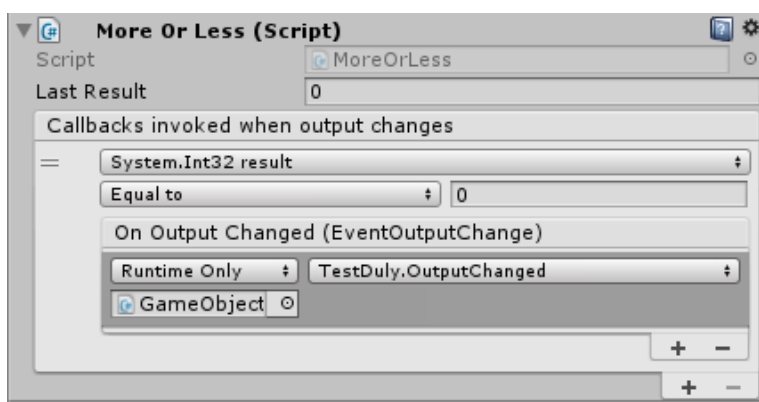 More Or Less (Script)
Script MoreOrLess
Last Result 0
Callbacks invoked when output changes
System.Int32 result
Equal to 0
On Output Changed (EventOutputChange)
Runtime Only TestDuly.OutputChanged
GameObject
+ −
+ −